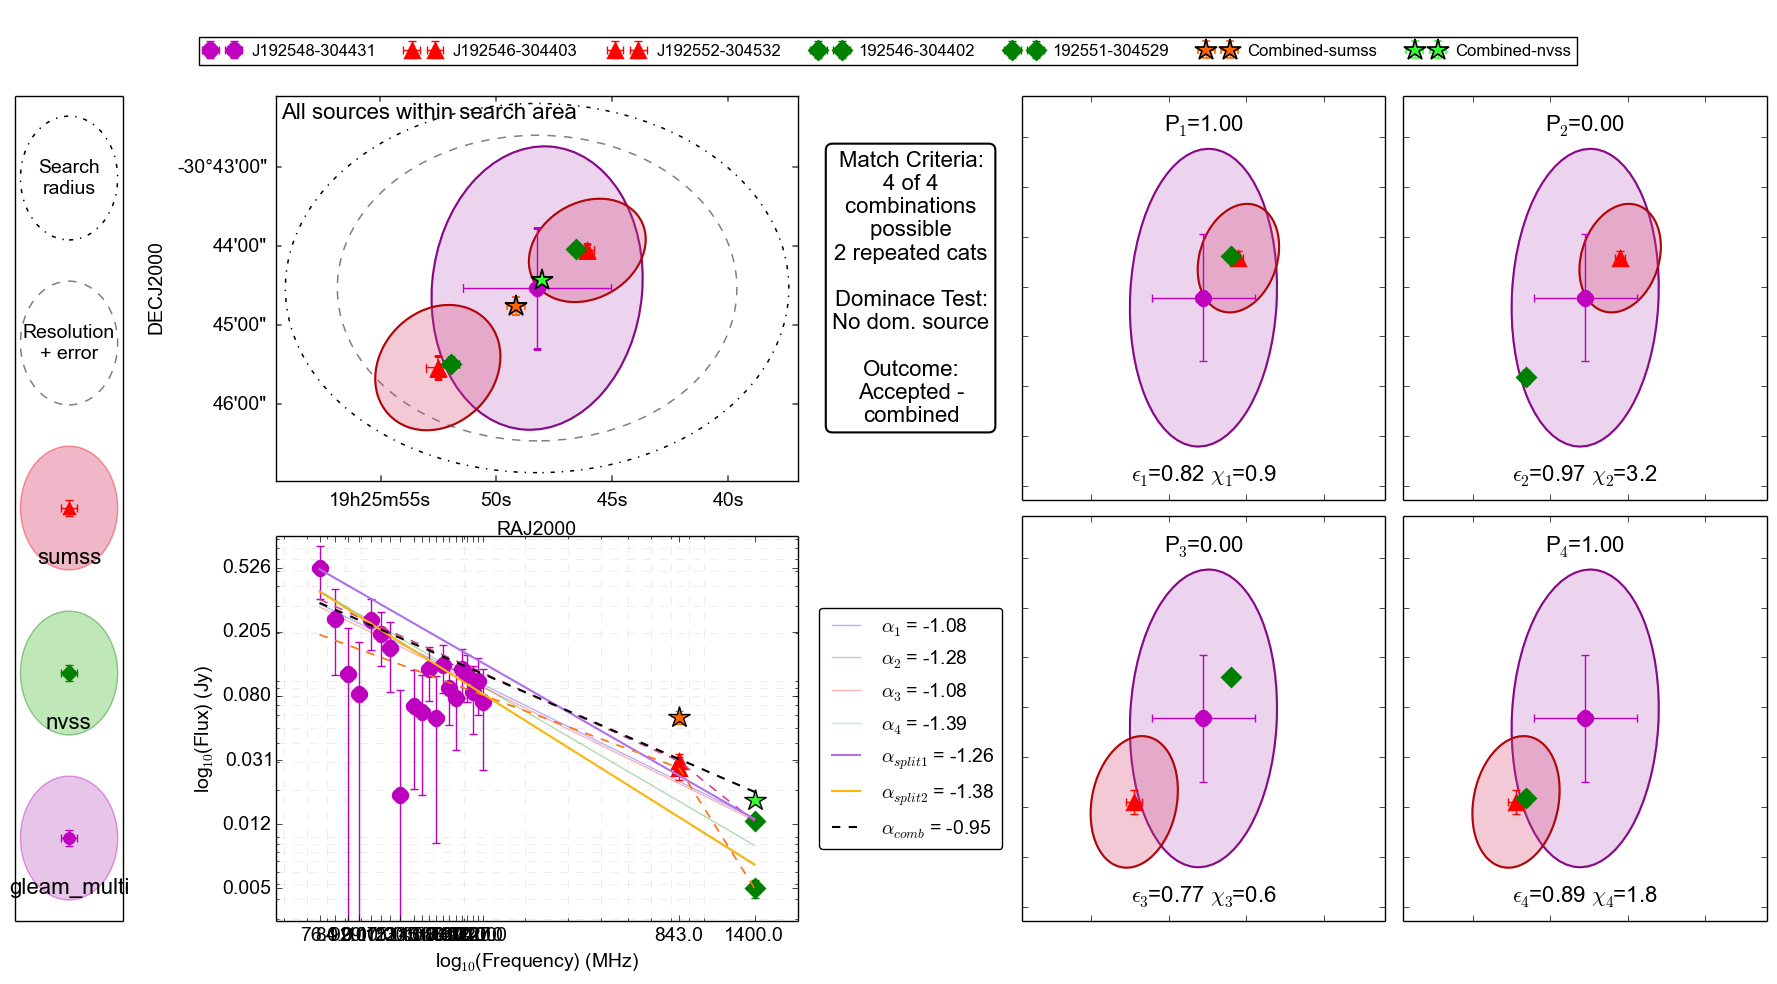 J192548-304431 J192546-304403 J192552-304532 192546-304402 192551-304529 Combined-sumss Combined-nvss
Search
radius
Resolution
+ error
sumss
nvss
gleam_multi
All sources within search area
DECJ2000
-30°43'00"
44'00"
45'00"
46'00"
19h25m55s 50s 45s 40s
RAJ2000
Match Criteria:
4 of 4
combinations
possible
2 repeated cats
Dominace Test:
No dom. source
Outcome:
Accepted -
combined
P1=1.00
ϵ1=0.82 χ1=0.9
P2=0.00
ϵ2=0.97 χ2=3.2
log10(Flux) (Jy)
0.526
0.205
0.080
0.031
0.012
0.005
843.0 1400.0
log10(Frequency) (MHz)
α1 = -1.08
α2 = -1.28
α3 = -1.08
α4 = -1.39
αsplit1 = -1.26
αsplit2 = -1.38
αcomb = -0.95
P3=0.00
ϵ3=0.77 χ3=0.6
P4=1.00
ϵ4=0.89 χ4=1.8